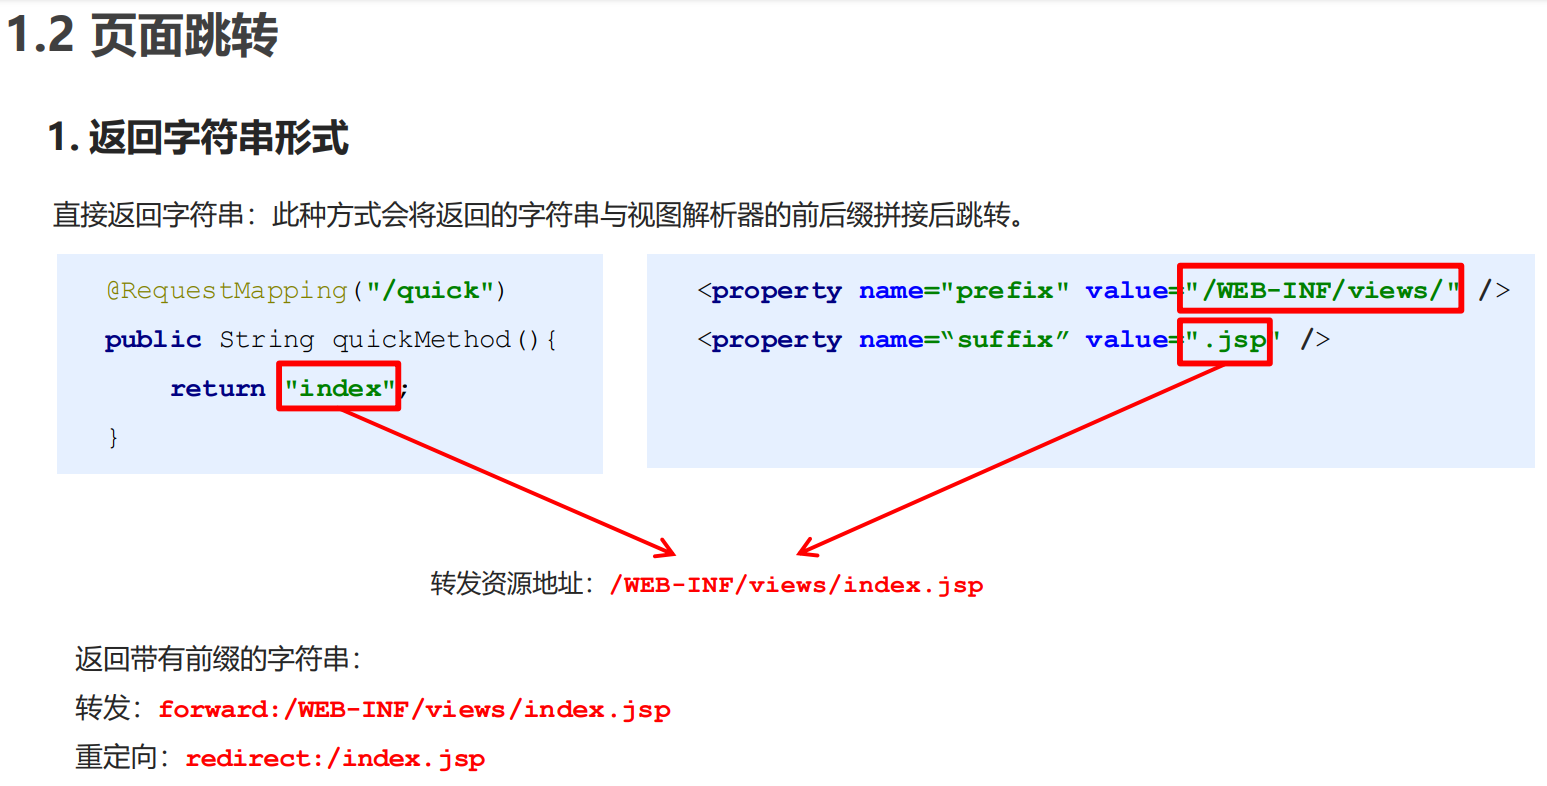 1.2 页面跳转
1. 返回字符串形式
直接返回字符串：此种方式会将返回的字符串与视图解析器的前后缀拼接后跳转。
@RequestMapping("/quick")
public String quickMethod(){
return "index";
}
<property name="prefix" value="/WEB-INF/views/" />
<property name=“suffix” value=".jsp" />
转发资源地址：/WEB-INF/views/index.jsp
返回带有前缀的字符串：
转发：forward:/WEB-INF/views/index.jsp
重定向：redirect:/index.jsp